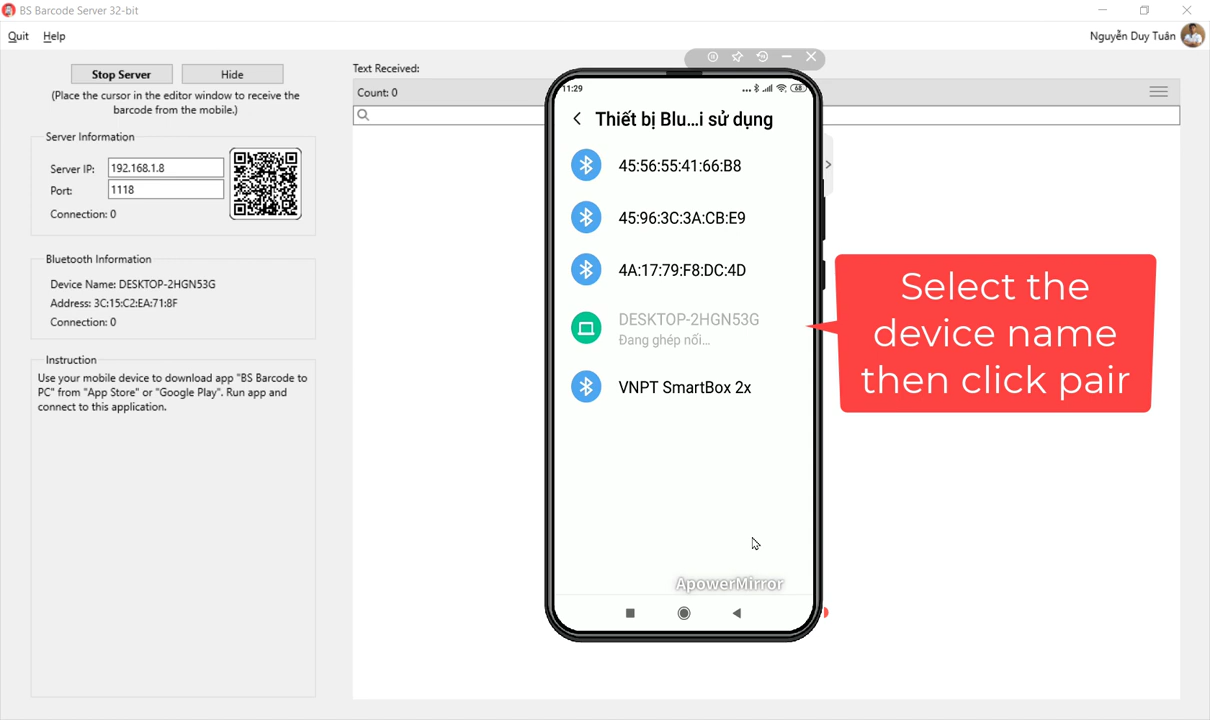 BS Barcode Server 32-bit
Quit Help
Nguyễn Duy Tuân
Stop Server Hide
(Place the cursor in the editor window to receive the
barcode from the mobile.)
Server Information
Server IP: 192.168.1.8
Port: 1118
Connection: 0
Bluetooth Information
Device Name: DESKTOP-2HGN53G
Address: 3C:15:C2:EA:71:8F
Connection: 0
Instruction
Use your mobile device to download app "BS Barcode to
PC" from "App Store" or "Google Play". Run app and
connect to this application.
Text Received:
Count: 0
11:29
68
Thiết bị Blu...i sử dụng
45:56:55:41:66:B8
45:96:3C:3A:CB:E9
4A:17:79:F8:DC:4D
DESKTOP-2HGN53G
Đang ghép nối...
VNPT SmartBox 2x
ApowerMirror
Select the
device name
then click pair